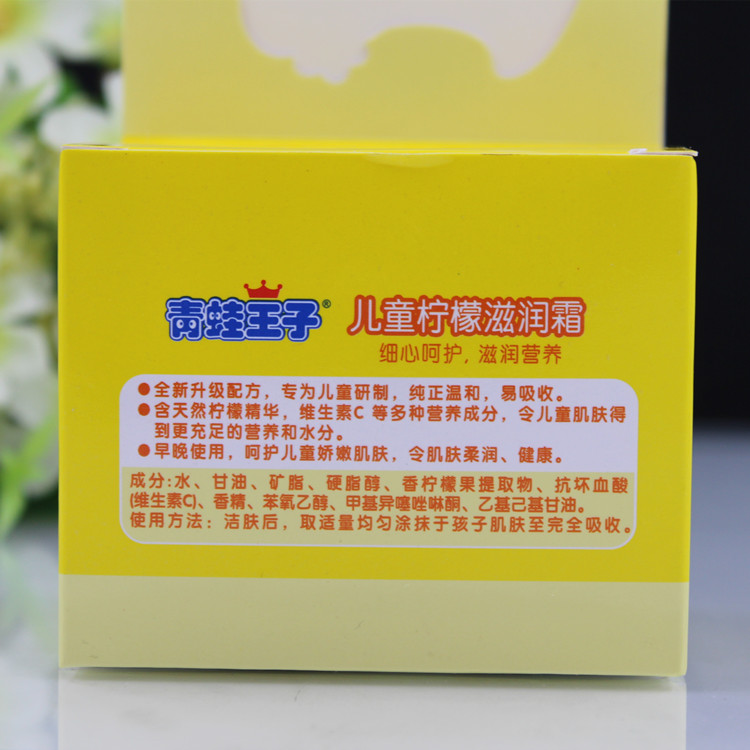 青蛙王子® 儿童柠檬滋润霜
细心呵护, 滋润营养
●全新升级配方，专为儿童研制，纯正温和，易吸收。
●含天然柠檬精华，维生素C 等多种营养成分，令儿童肌肤得
到更充足的营养和水分。
●早晚使用，呵护儿童娇嫩肌肤，令肌肤柔润、健康。
成分:水、甘油、矿脂、硬脂醇、香柠檬果提取物、抗坏血酸
(维生素C)、香精、苯氧乙醇、甲基异噻唑啉酮、乙基己基甘油。
使用方法：洁肤后，取适量均匀涂抹于孩子肌肤至完全吸收。